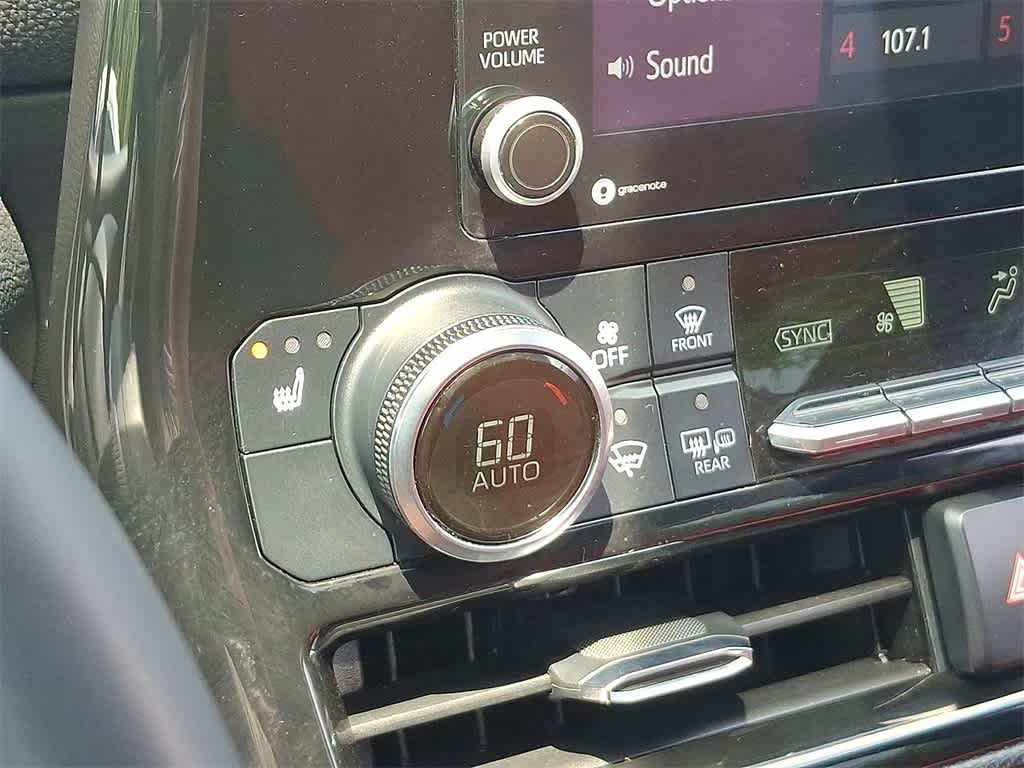 POWER
VOLUME
Sound
4 107.1 5
gracenote
OFF
FRONT
SYNC
60
AUTO
REAR